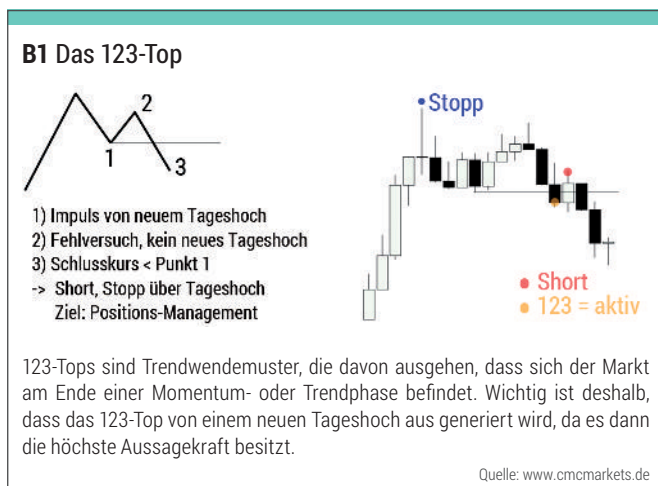 B1 Das 123-Top
2
1
3
1) Impuls von neuem Tageshoch
2) Fehlversuch, kein neues Tageshoch
3) Schlusskurs < Punkt 1
-> Short, Stopp über Tageshoch
Ziel: Positions-Management
Stopp
Short
123 = aktiv
123-Tops sind Trendwendemuster, die davon ausgehen, dass sich der Markt
am Ende einer Momentum- oder Trendphase befindet. Wichtig ist deshalb,
dass das 123-Top von einem neuen Tageshoch aus generiert wird, da es dann
die höchste Aussagekraft besitzt.
Quelle: www.cmcmarkets.de